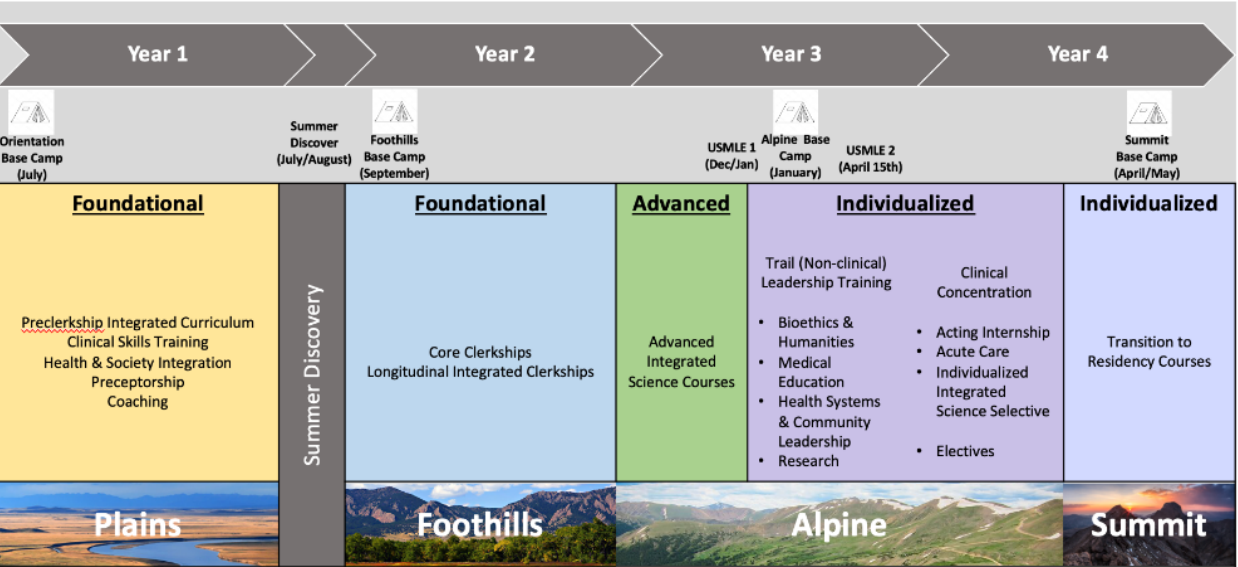 Year 1
Year 2
Year 3
Year 4
Orientation
Base Camp
(July)
Summer
Discover
(July/August)
Foothills
Base Camp
(September)
USMLE 1
(Dec/Jan)
Alpine Base
Camp
(January)
USMLE 2
(April 15th)
Summit
Base Camp
(April/May)
Foundational
Preclerkship Integrated Curriculum
Clinical Skills Training
Health & Society Integration
Preceptorship
Coaching
Summer Discovery
Foundational
Core Clerkships
Longitudinal Integrated Clerkships
Advanced
Advanced
Integrated
Science Courses
Individualized
Trail (Non-clinical)
Leadership Training
• Bioethics &
Humanities
• Medical
Education
• Health Systems
& Community
Leadership
• Research
Clinical
Concentration
• Acting Internship
• Acute Care
• Individualized
Integrated
Science Selective
• Electives
Individualized
Transition to
Residency Courses
Plains
Foothills
Alpine
Summit